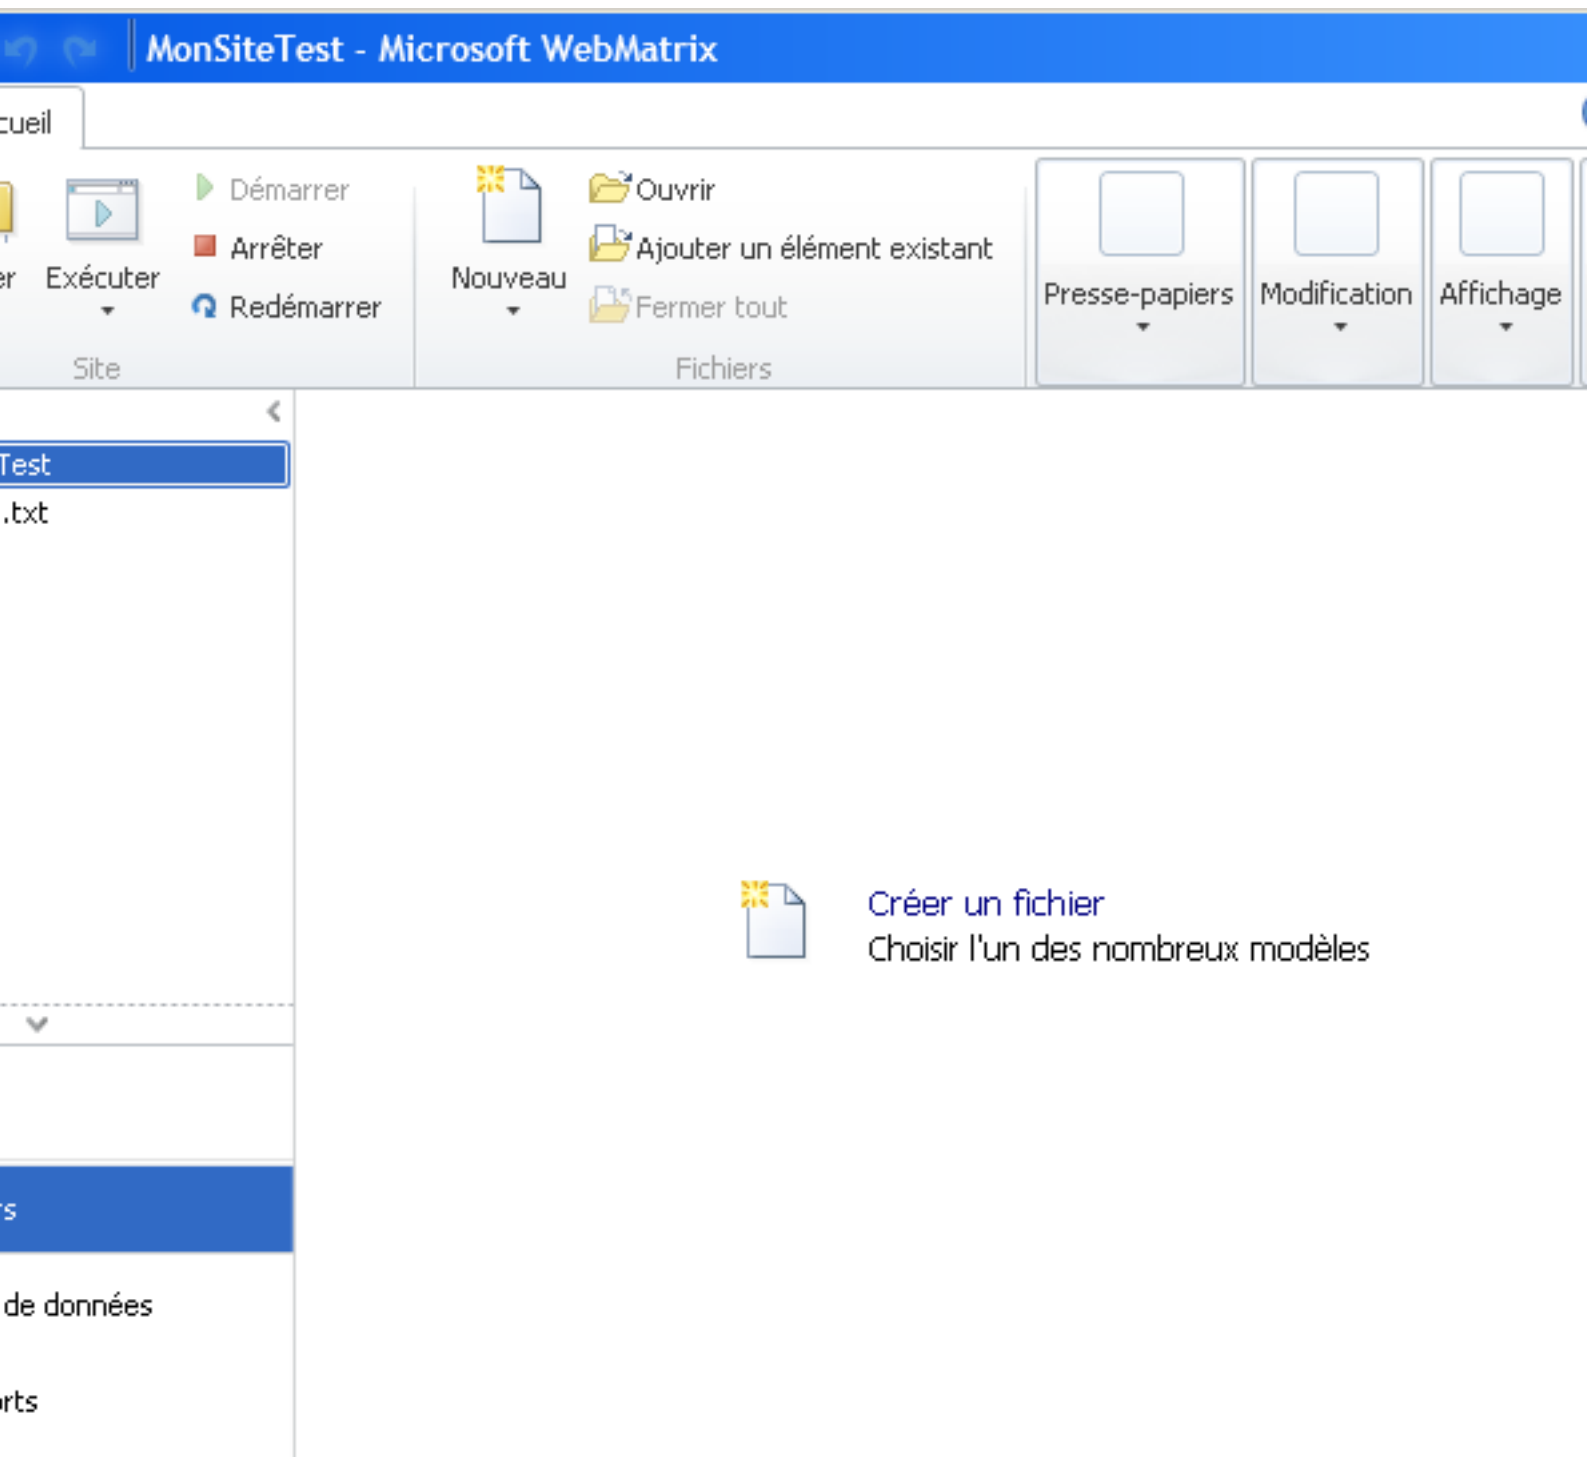 MonSiteTest - Microsoft WebMatrix
cueil
Démarrer
Arrêter
Redémarrer
er
Exécuter
Site
Nouveau
Ouvrir
Ajouter un élément existant
Fermer tout
Fichiers
Presse-papiers
Modification
Affichage
Test
.txt
Créer un fichier
Choisir l'un des nombreux modèles
rs
de données
orts